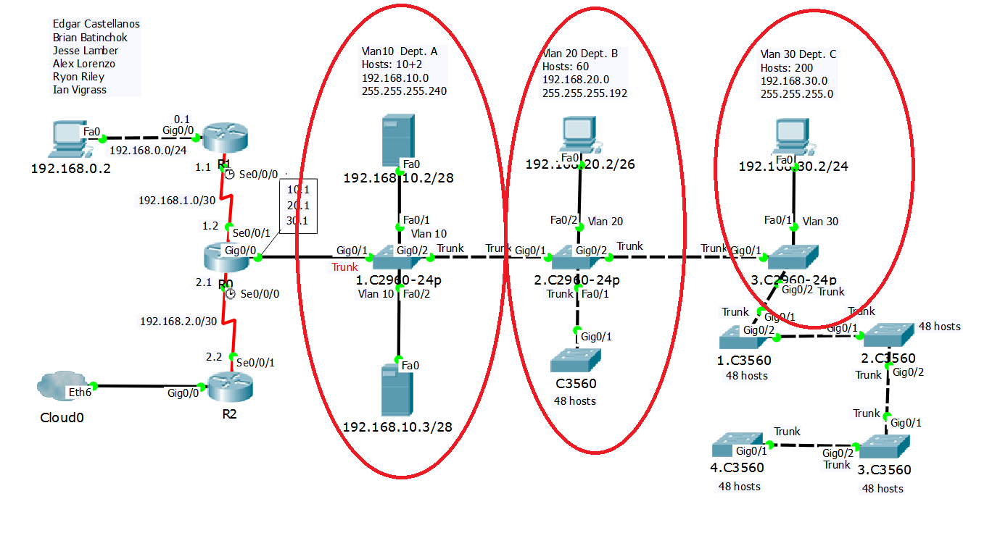 Edgar Castellanos
Brian Batinchok
Jesse Lamber
Alex Lorenzo
Ryon Riley
Ian Vigrass
Vlan10 Dept. A
Hosts: 10+2
192.168.10.0
255.255.255.240
Vlan 20 Dept. B
Hosts: 60
192.168.20.0
255.255.255.192
Vlan 30 Dept. C
Hosts: 200
192.168.30.0
255.255.255.0
Fa0
192.168.0.2
192.168.0.0/24
0.1
Gig0/0
R1
1.1
Se0/0/0
192.168.1.0/30
1.2
Se0/0/1
10.1
20.1
30.1
Gig0/0
R0
2.1
Se0/0/0
192.168.2.0/30
2.2
Se0/0/1
Eth6
Cloud0
Gig0/0
R2
Fa0
192.168.10.2/28
Fa0/1
Vlan 10
Gig0/1
Trunk
Gig0/2
Trunk
1.C2960-24p
Vlan 10
Fa0/2
Fa0
192.168.10.3/28
Fa0
192.168.20.2/26
Fa0/2
Vlan 20
Trunk
Gig0/1
Gig0/2
Trunk
2.C2960-24p
Trunk
Fa0/1
Gig0/1
C3560
48 hosts
Fa0
192.168.30.2/24
Fa0/1
Vlan 30
Trunk
Gig0/1
3.C2960-24p
Gig0/2
Trunk
Trunk
Gig0/1
Gig0/2
1.C3560
48 hosts
Trunk
Gig0/1
48 hosts
2.C3560
Trunk
Gig0/2
Trunk
Gig0/1
Trunk
Gig0/1
4.C3560
48 hosts
Gig0/2
Trunk
3.C3560
48 hosts